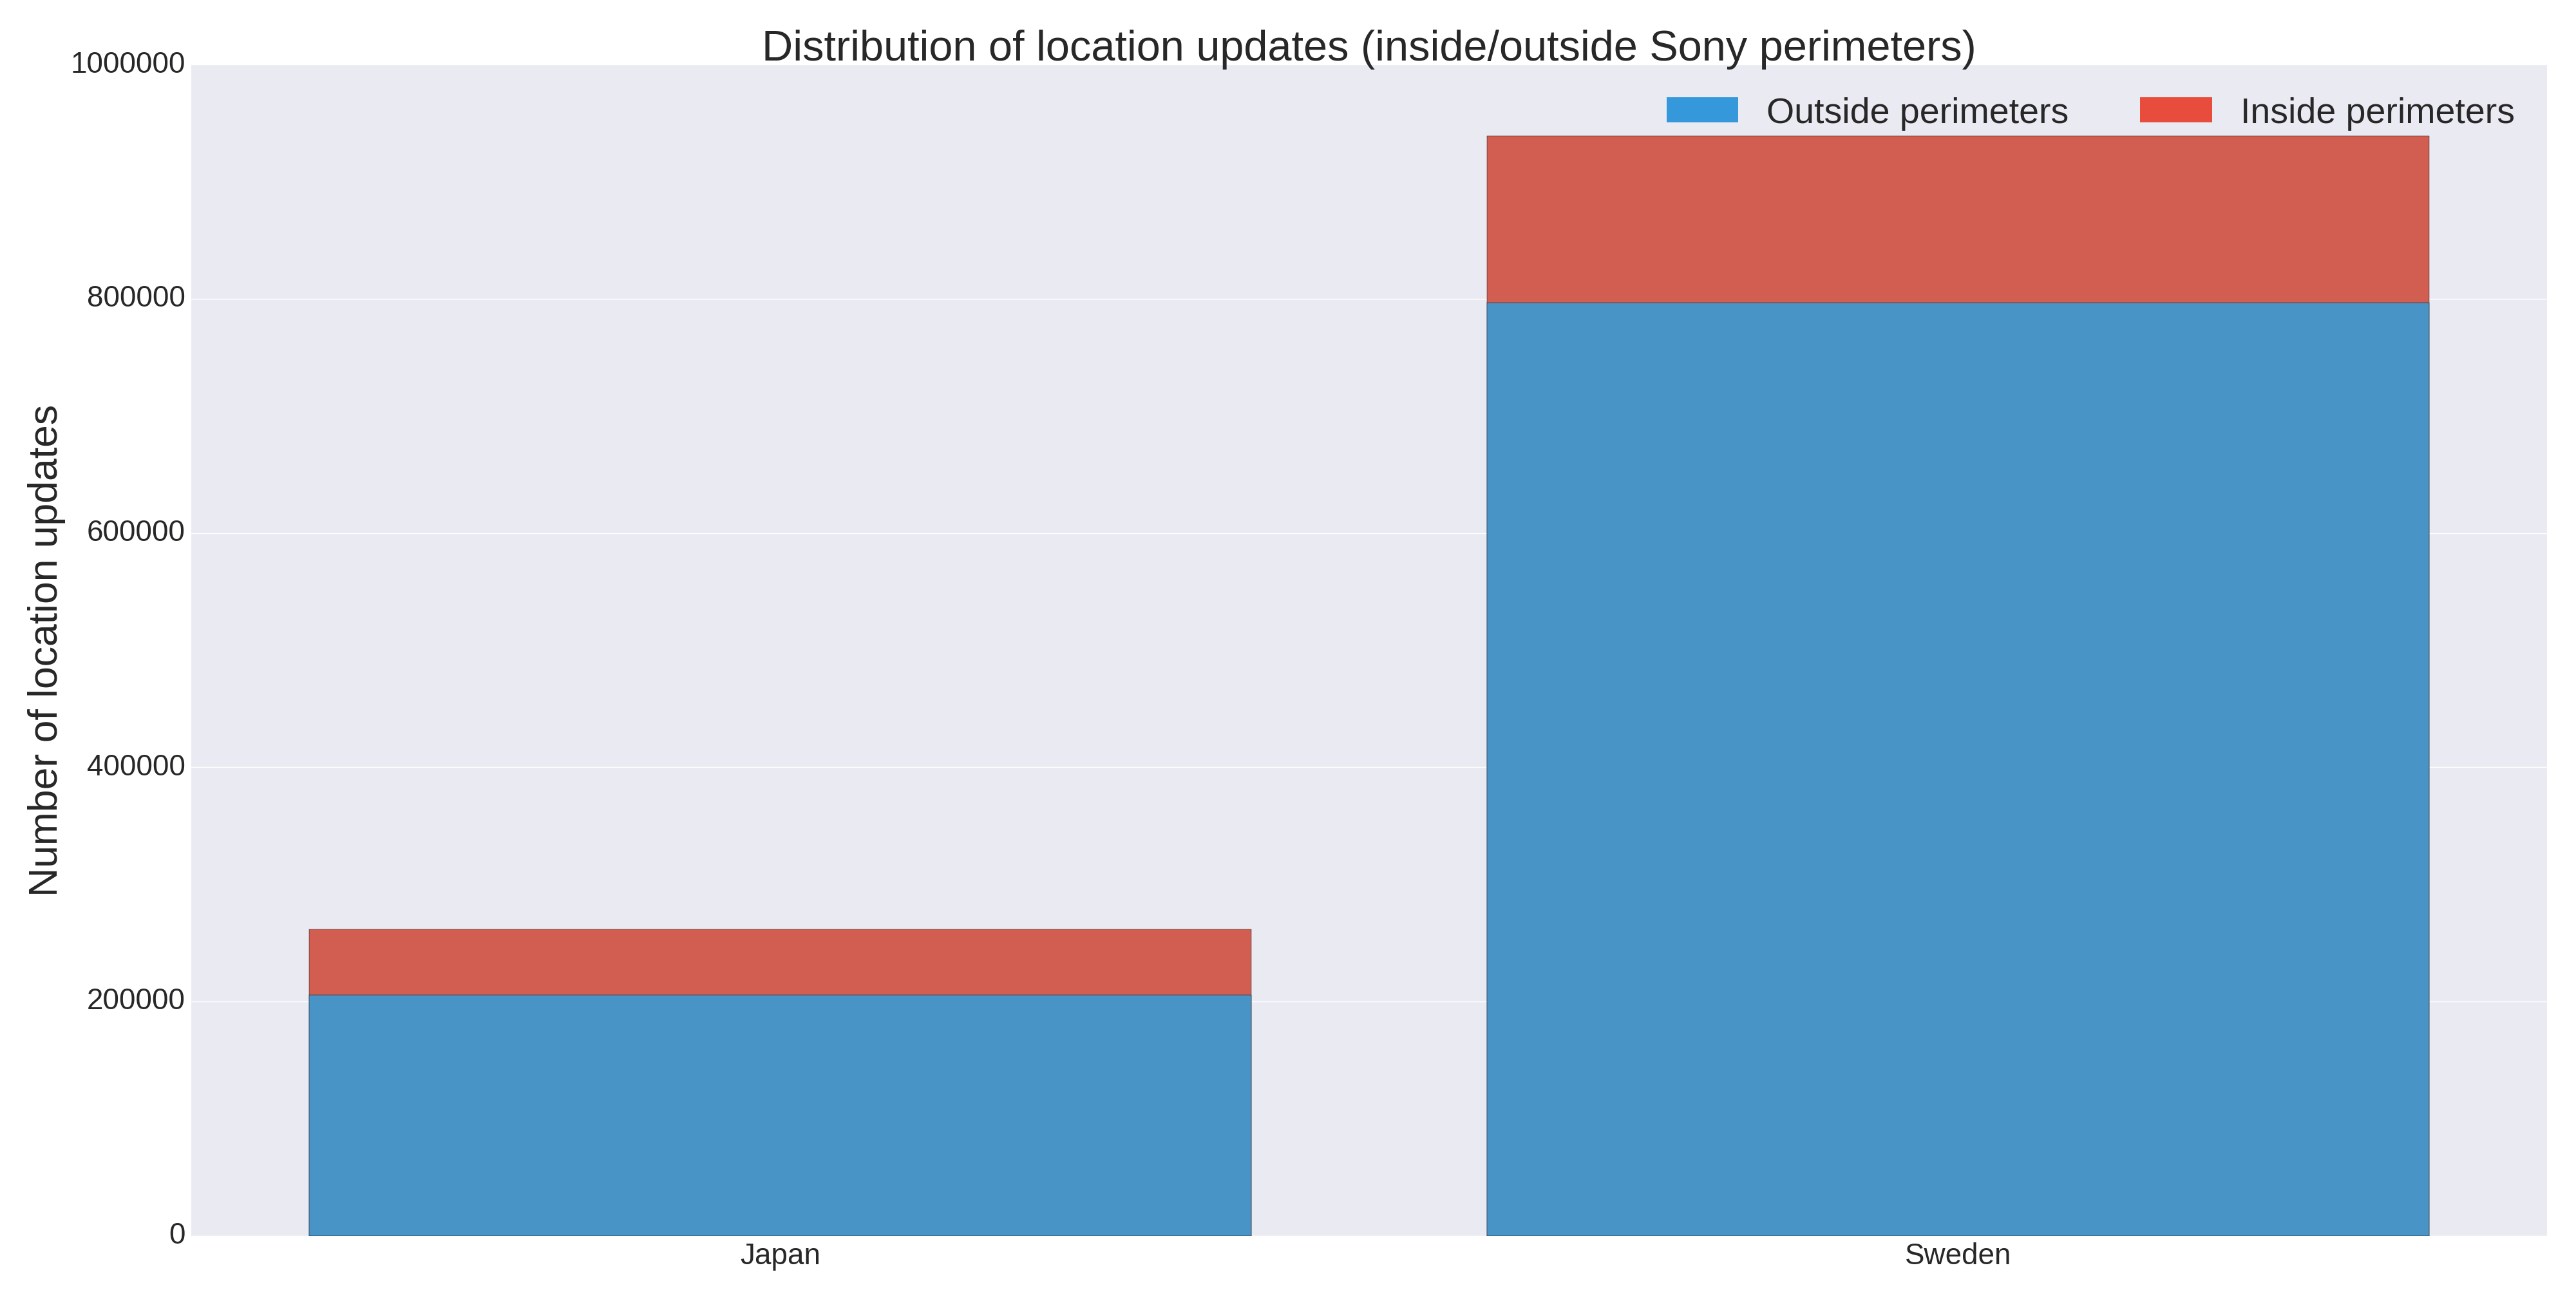 Distribution of location updates (inside/outside Sony perimeters)
Outside perimeters
Inside perimeters
Number of location updates
1000000
800000
600000
400000
200000
0
Japan
Sweden